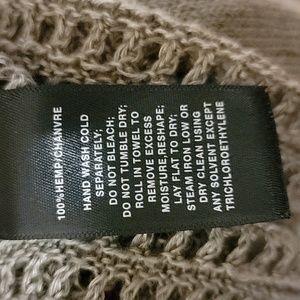 100%HEMP/CHANVRE
HAND WASH COLD
SEPARATELY;
DO NOT BLEACH;
DO NOT TUMBLE DRY;
ROLL IN TOWEL TO
REMOVE EXCESS
MOISTURE,RESHAPE;
LAY FLAT TO DRY;
STEAM IRON LOW OR
DRY CLEAN USING
ANY SOLVENT EXCEPT
TRICHLOROETHYLENE